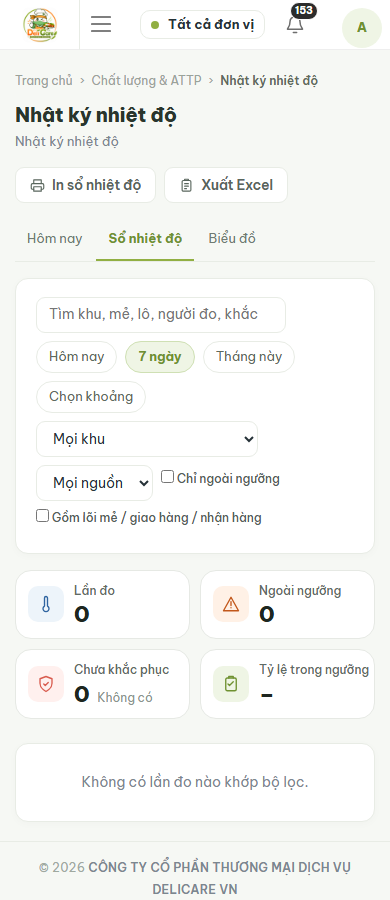 Deli Care
Tất cả đơn vị
153
A
Trang chủ › Chất lượng & ATTP › Nhật ký nhiệt độ
Nhật ký nhiệt độ
Nhật ký nhiệt độ
In sổ nhiệt độ
Xuất Excel
Hôm nay
Sổ nhiệt độ
Biểu đồ
Tìm khu, mẻ, lô, người đo, khắc
Hôm nay
7 ngày
Tháng này
Chọn khoảng
Mọi khu
Mọi nguồn
Chỉ ngoài ngưỡng
Gồm lõi mẻ / giao hàng / nhận hàng
Lần đo
0
Ngoài ngưỡng
0
Chưa khắc phục
0 Không có
Tỷ lệ trong ngưỡng
–
Không có lần đo nào khớp bộ lọc.
© 2026 CÔNG TY CỔ PHẦN THƯƠNG MẠI DỊCH VỤ
DELICARE VN